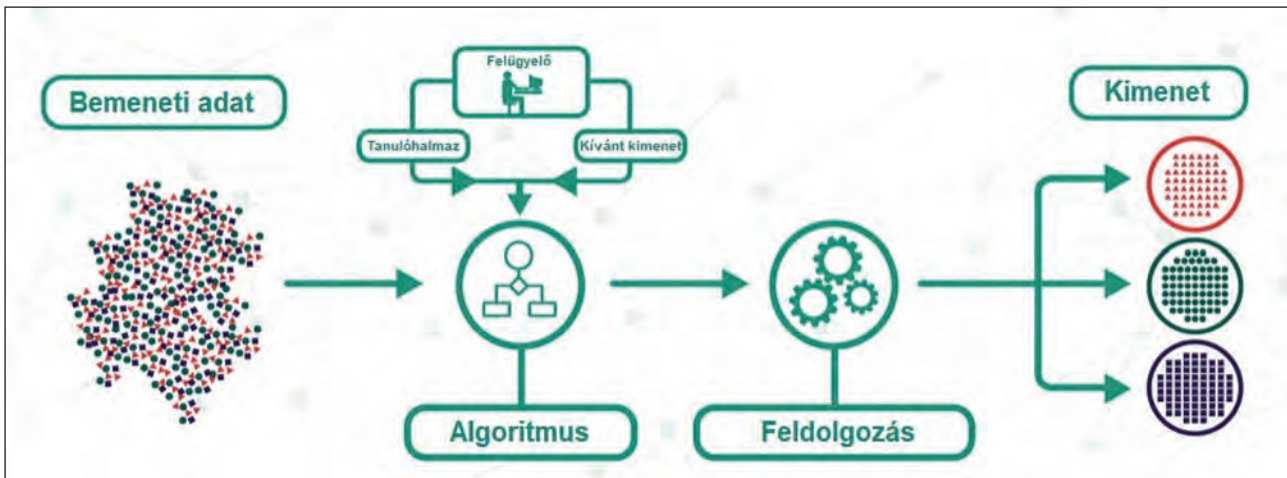 Bemeneti adat
Felügyelő
Tanulóhalmaz
Kívánt kimenet
Algoritmus
Feldolgozás
Kimenet